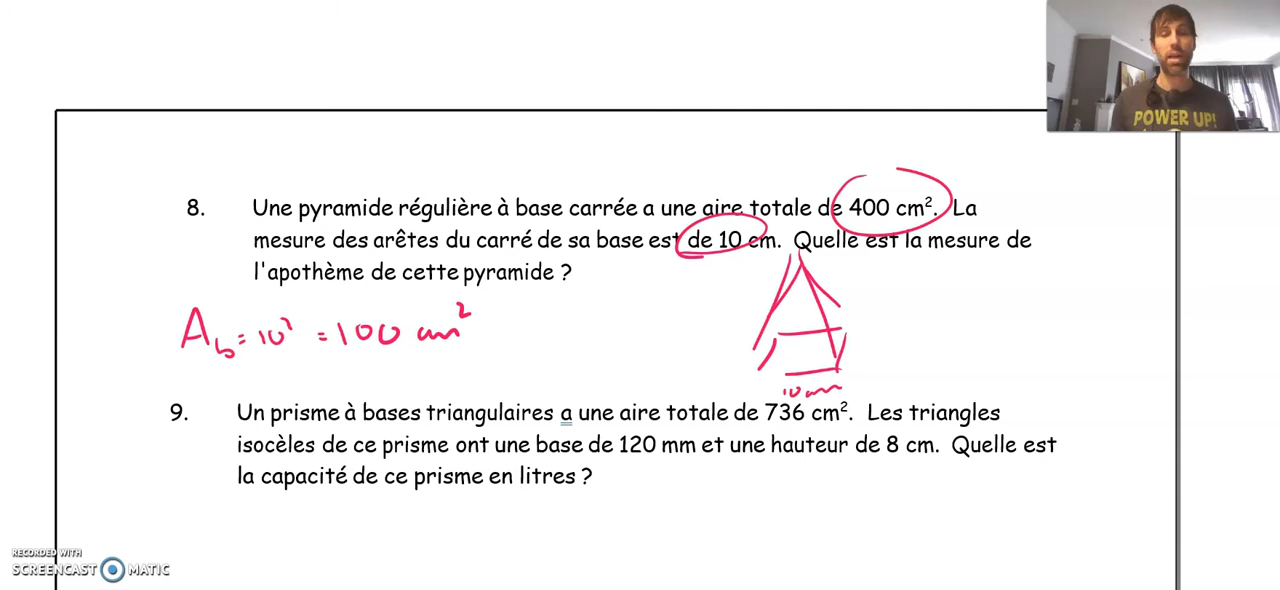 POWER UP!
8. Une pyramide régulière à base carrée a une aire totale de 400 cm². La
mesure des arêtes du carré de sa base est de 10 cm. Quelle est la mesure de
l'apothème de cette pyramide ?
A_b = 10² = 100 cm²
10 cm
9. Un prisme à bases triangulaires a une aire totale de 736 cm². Les triangles
isocèles de ce prisme ont une base de 120 mm et une hauteur de 8 cm. Quelle est
la capacité de ce prisme en litres ?
RECORDED WITH
SCREENCAST MATIC